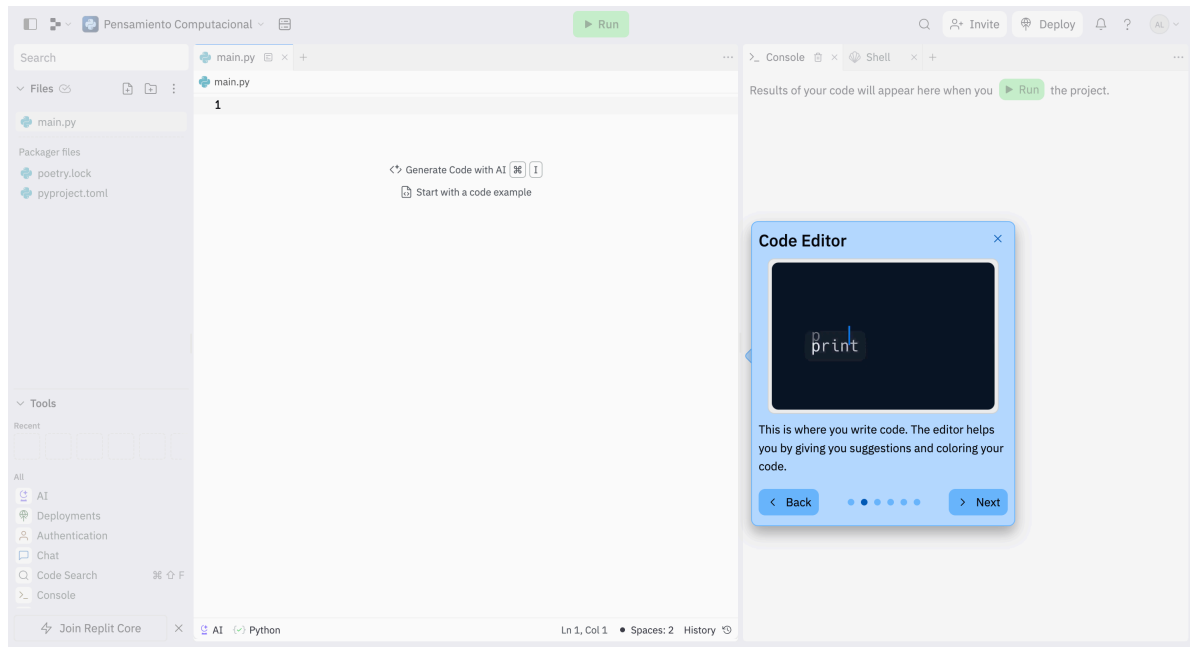 Pensamiento Computacional
Run
Invite
Deploy
AL
Search
Files
main.py
Packager files
poetry.lock
pyproject.toml
Tools
Recent
All
AI
Deployments
Authentication
Chat
Code Search ⌘ ⇧ F
Console
Join Replit Core
main.py
main.py
1
Generate Code with AI ⌘ I
Start with a code example
AI Python
Ln 1, Col 1 • Spaces: 2 History
Console
Shell
Results of your code will appear here when you Run the project.
Code Editor
p
print
This is where you write code. The editor helps
you by giving you suggestions and coloring your
code.
Back
Next